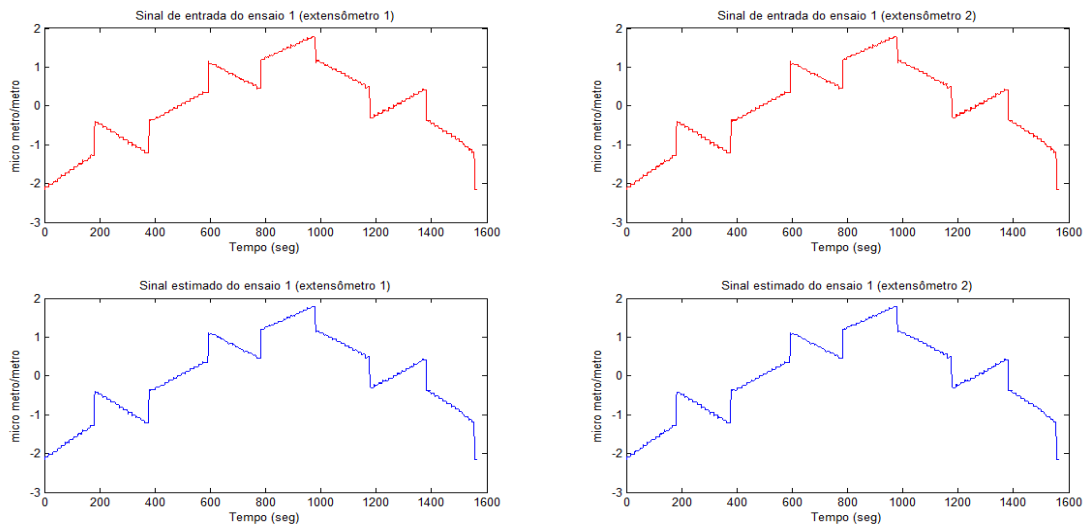 Sinal de entrada do ensaio 1 (extensômetro 1)
2
1
0
-1
-2
-3
micro metro/metro
0 200 400 600 800 1000 1200 1400 1600
Tempo (seg)
Sinal de entrada do ensaio 1 (extensômetro 2)
2
1
0
-1
-2
-3
micro metro/metro
0 200 400 600 800 1000 1200 1400 1600
Tempo (seg)
Sinal estimado do ensaio 1 (extensômetro 1)
2
1
0
-1
-2
-3
micro metro/metro
0 200 400 600 800 1000 1200 1400 1600
Tempo (seg)
Sinal estimado do ensaio 1 (extensômetro 2)
2
1
0
-1
-2
-3
micro metro/metro
0 200 400 600 800 1000 1200 1400 1600
Tempo (seg)